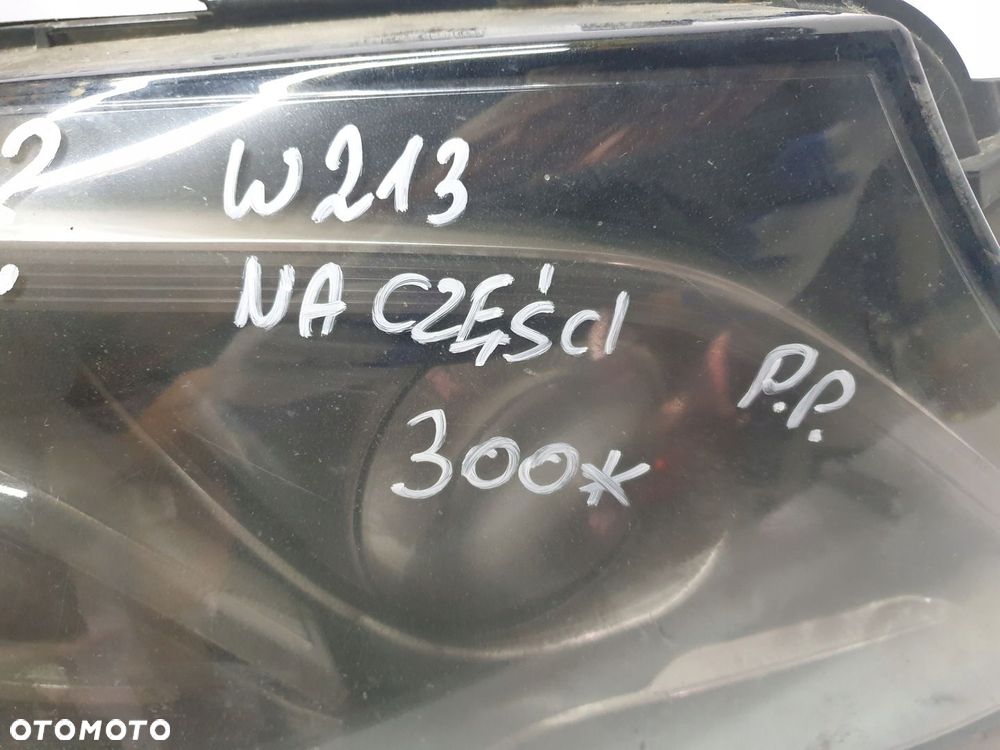 ?
W213
NA CZĘŚCI
P.P.
300*
OTOMOTO